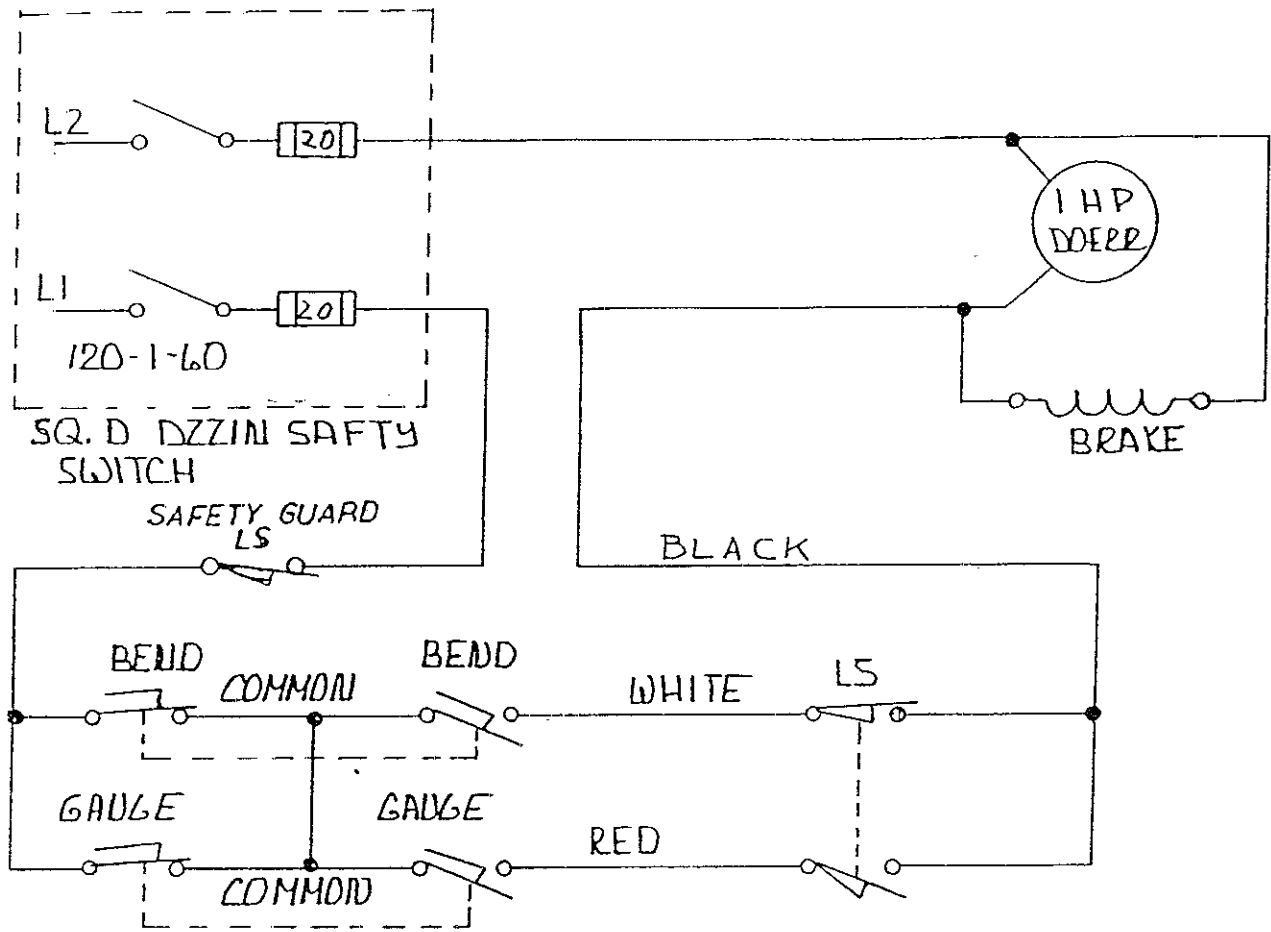 L2
20
1 HP
DOERR
L1
20
120-1-60
SQ. D DZZIN SAFTY
SWITCH
BRAKE
SAFETY GUARD
LS
BLACK
BEND
COMMON
BEND
WHITE
LS
GAUGE
GAUGE
RED
COMMON